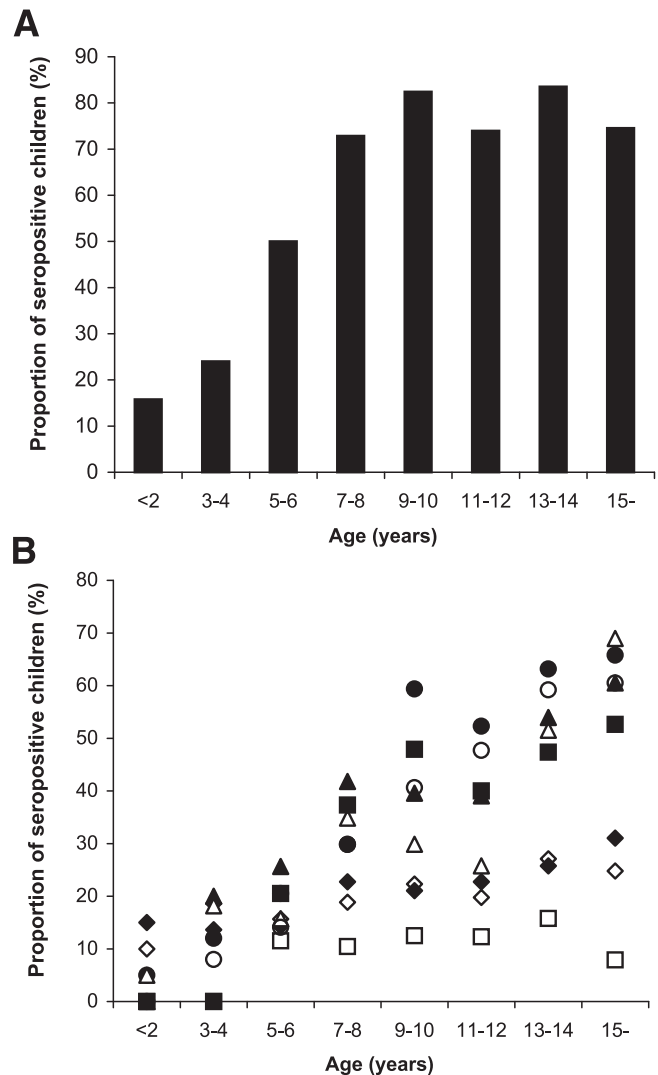 A
Proportion of seropositive children (%)
90
80
70
60
50
40
30
20
10
0
<2 3-4 5-6 7-8 9-10 11-12 13-14 15-
Age (years)
B
Proportion of seropositive children (%)
80
70
60
50
40
30
20
10
0
<2 3-4 5-6 7-8 9-10 11-12 13-14 15-
Age (years)